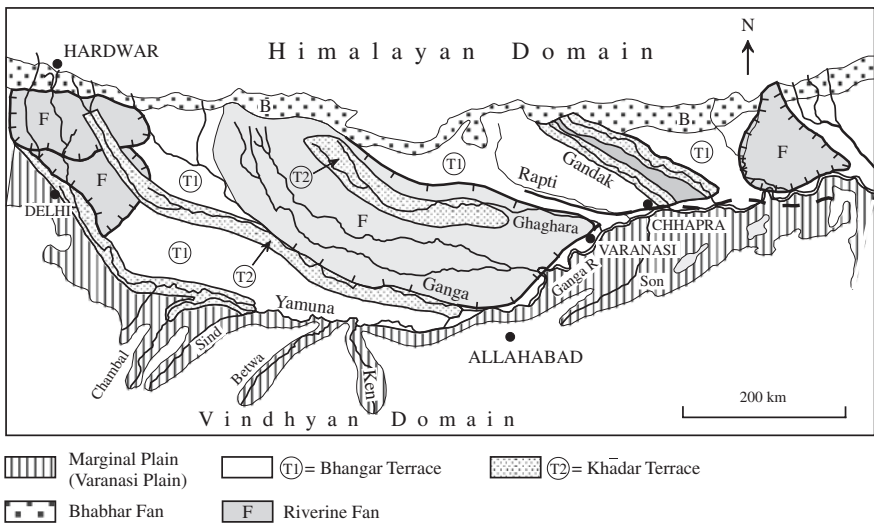 HARDWAR
Himalayan Domain
N
B
B
F
T1
T1
T2
Gandak
F
Rapti
F
T1
F
Ghaghara
DELHI
CHHAPRA
VARANASI
T1
T2
Ganga
Ganga R
Son
Yamuna
Chambal
Sind
Betwa
Ken
ALLAHABAD
200 km
Vindhyan Domain
Marginal Plain
(Varanasi Plain)
T1 = Bhangar Terrace
T2 = Khādar Terrace
Bhabhar Fan
F Riverine Fan